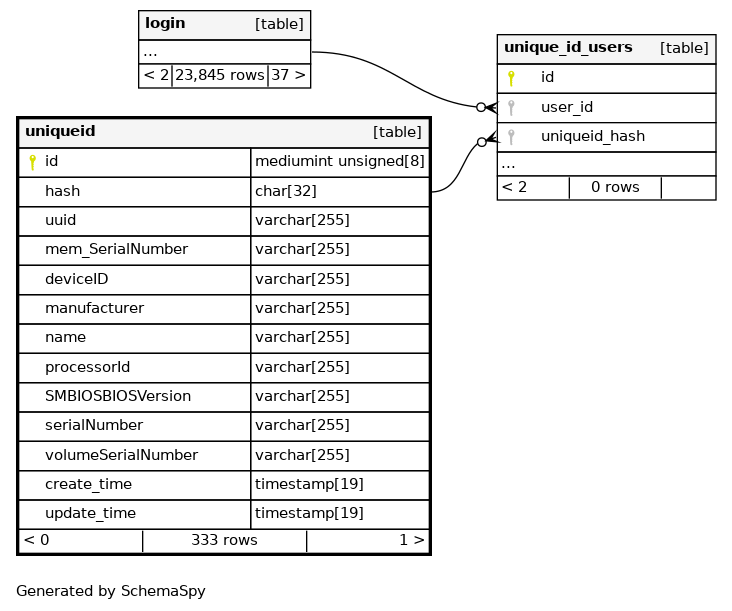 login [table]
...
< 2 23,845 rows 37 >
unique_id_users [table]
id
user_id
uniqueid_hash
...
< 2 0 rows
uniqueid [table]
id mediumint unsigned[8]
hash char[32]
uuid varchar[255]
mem_SerialNumber varchar[255]
deviceID varchar[255]
manufacturer varchar[255]
name varchar[255]
processorId varchar[255]
SMBIOSBIOSVersion varchar[255]
serialNumber varchar[255]
volumeSerialNumber varchar[255]
create_time timestamp[19]
update_time timestamp[19]
< 0 333 rows 1 >
Generated by SchemaSpy